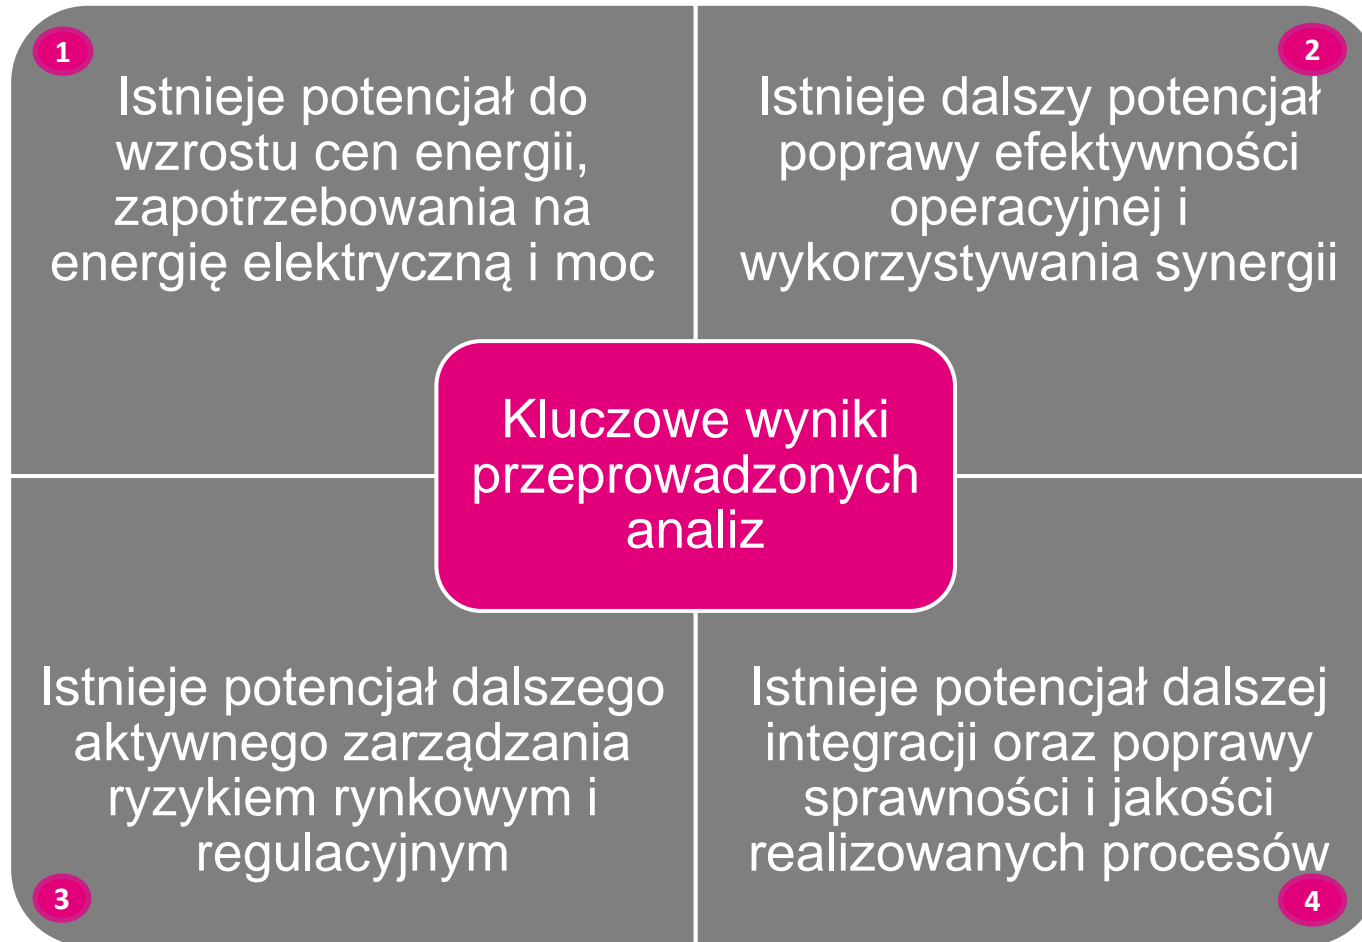 1
Istnieje potencjał do
wzrostu cen energii,
zapotrzebowania na
energię elektryczną i moc
2
Istnieje dalszy potencjał
poprawy efektywności
operacyjnej i
wykorzystywania synergii
Kluczowe wyniki
przeprowadzonych
analiz
Istnieje potencjał dalszego
aktywnego zarządzania
ryzykiem rynkowym i
regulacyjnym
3
Istnieje potencjał dalszej
integracji oraz poprawy
sprawności i jakości
realizowanych procesów
4